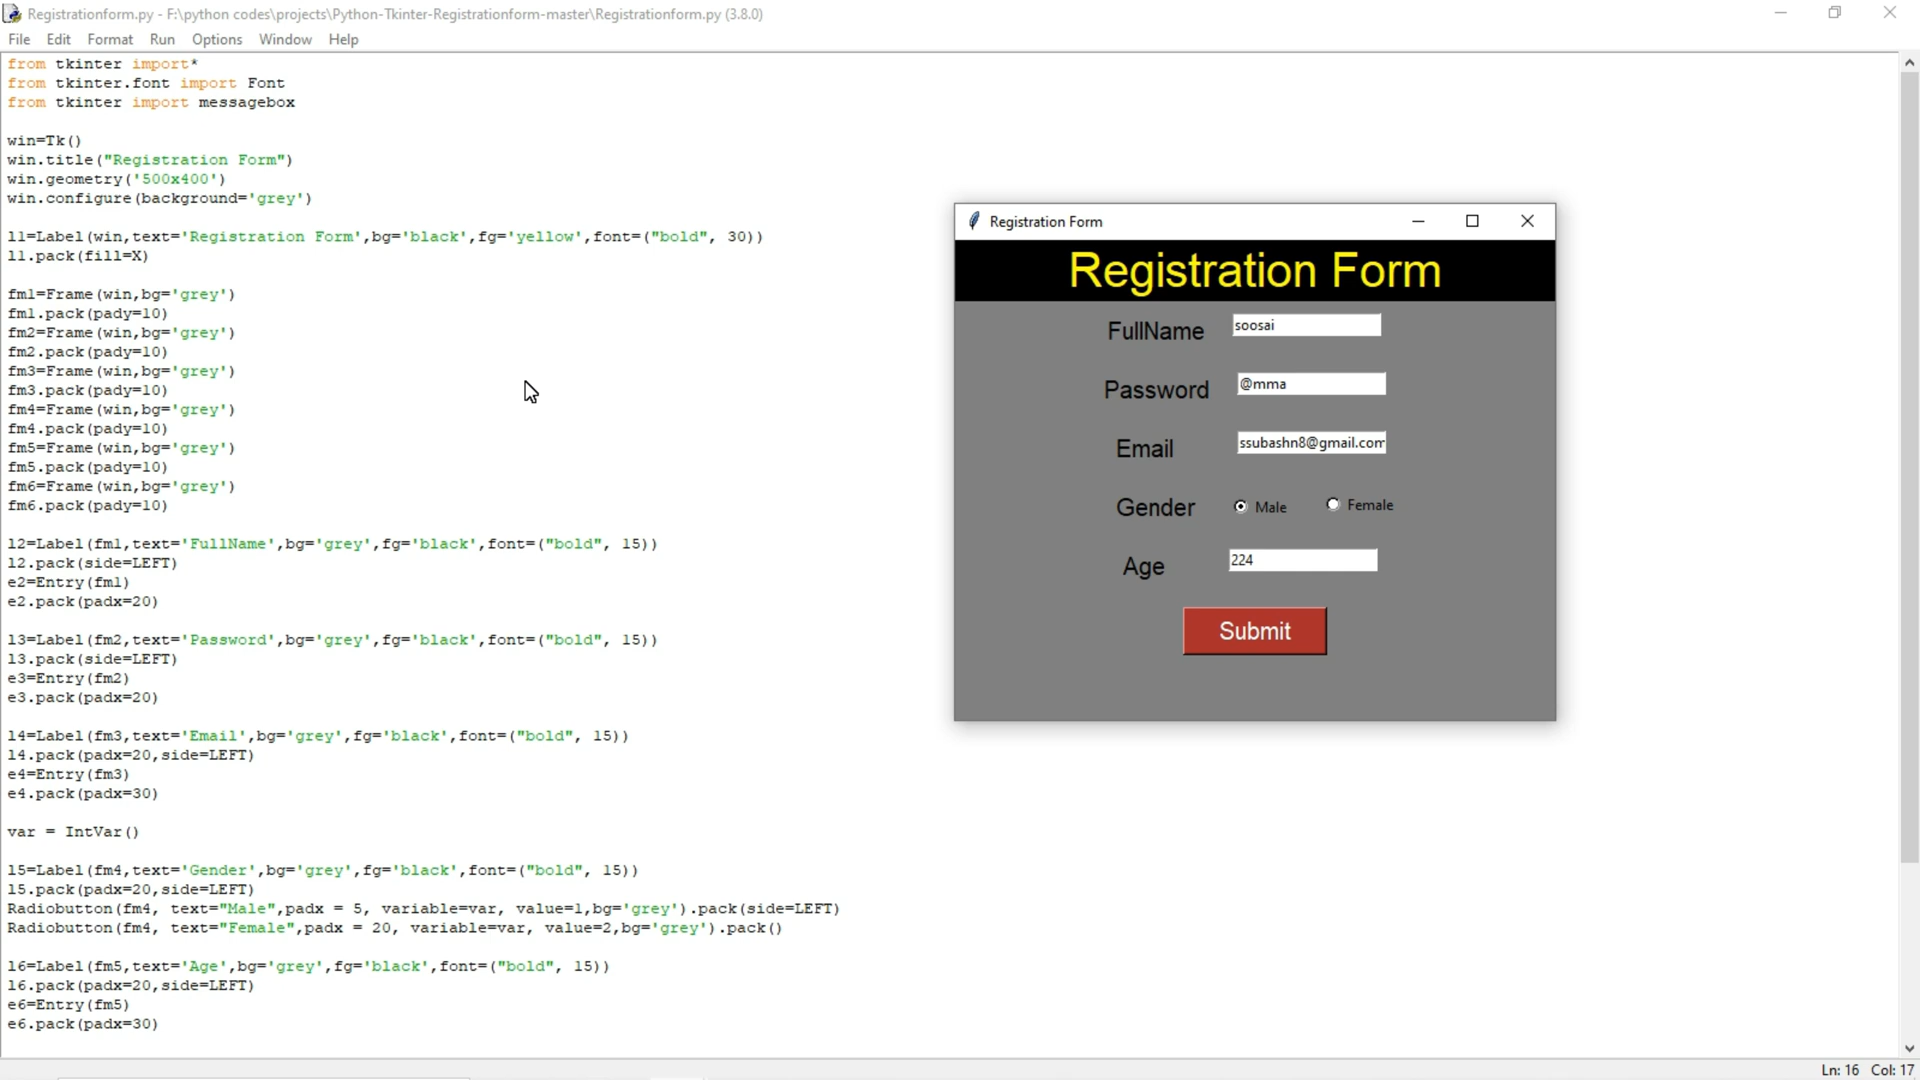 Registrationform.py - F:\python codes\projects\Python-Tkinter-Registrationform-master\Registrationform.py (3.8.0)
File Edit Format Run Options Window Help
from tkinter import*
from tkinter.font import Font
from tkinter import messagebox
win=Tk()
win.title("Registration Form")
win.geometry('500x400')
win.configure(background='grey')
l1=Label(win,text='Registration Form',bg='black',fg='yellow',font=("bold", 30))
l1.pack(fill=X)
fm1=Frame(win,bg='grey')
fm1.pack(pady=10)
fm2=Frame(win,bg='grey')
fm2.pack(pady=10)
fm3=Frame(win,bg='grey')
fm3.pack(pady=10)
fm4=Frame(win,bg='grey')
fm4.pack(pady=10)
fm5=Frame(win,bg='grey')
fm5.pack(pady=10)
fm6=Frame(win,bg='grey')
fm6.pack(pady=10)
l2=Label(fm1,text='FullName',bg='grey',fg='black',font=("bold", 15))
l2.pack(side=LEFT)
e2=Entry(fm1)
e2.pack(padx=20)
l3=Label(fm2,text='Password',bg='grey',fg='black',font=("bold", 15))
l3.pack(side=LEFT)
e3=Entry(fm2)
e3.pack(padx=20)
l4=Label(fm3,text='Email',bg='grey',fg='black',font=("bold", 15))
l4.pack(padx=20,side=LEFT)
e4=Entry(fm3)
e4.pack(padx=30)
var = IntVar()
l5=Label(fm4,text='Gender',bg='grey',fg='black',font=("bold", 15))
l5.pack(padx=20,side=LEFT)
Radiobutton(fm4, text="Male",padx = 5, variable=var, value=1,bg='grey').pack(side=LEFT)
Radiobutton(fm4, text="Female",padx = 20, variable=var, value=2,bg='grey').pack()
l6=Label(fm5,text='Age',bg='grey',fg='black',font=("bold", 15))
l6.pack(padx=20,side=LEFT)
e6=Entry(fm5)
e6.pack(padx=30)
Registration Form
Registration Form
FullName soosai
Password @mma
Email ssubashn8@gmail.com
Gender Male Female
Age 224
Submit
Ln: 16 Col: 17